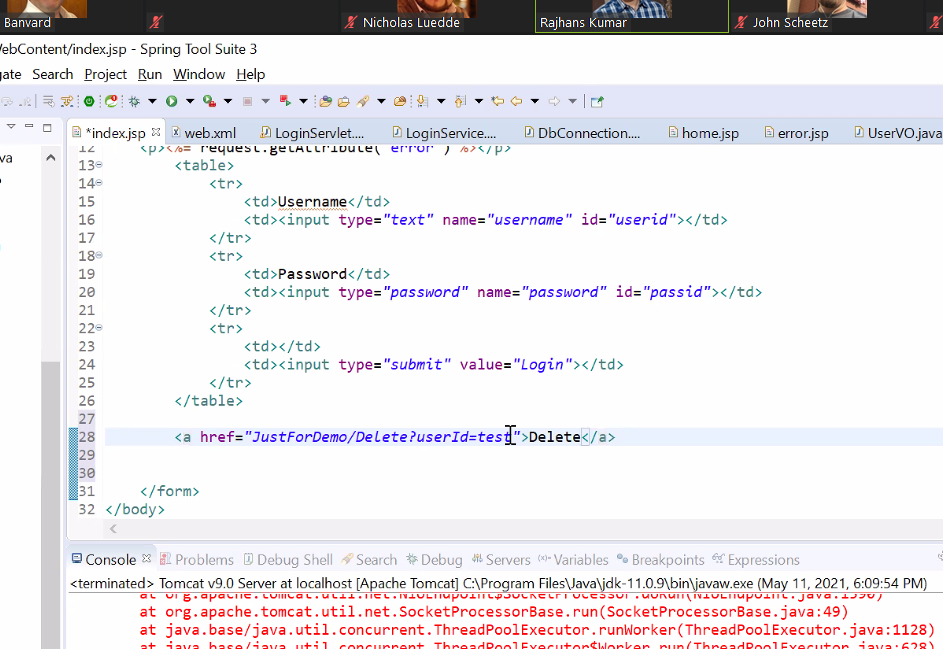 Banvard Nicholas Luedde Rajhans Kumar John Scheetz
/ebContent/index.jsp - Spring Tool Suite 3
gate Search Project Run Window Help
*index.jsp web.xml LoginServlet.... LoginService.... DbConnection.... home.jsp error.jsp UserVO.java
va
12 <p><%= request.getAttribute("error") %></p>
13 <table>
14 <tr>
15 <td>Username</td>
16 <td><input type="text" name="username" id="userid"></td>
17 </tr>
18 <tr>
19 <td>Password</td>
20 <td><input type="password" name="password" id="passid"></td>
21 </tr>
22 <tr>
23 <td></td>
24 <td><input type="submit" value="Login"></td>
25 </tr>
26 </table>
27
28 <a href="JustForDemo/Delete?userId=test">Delete</a>
29
30
31 </form>
32 </body>
Console Problems Debug Shell Search Debug Servers Variables Breakpoints Expressions
<terminated> Tomcat v9.0 Server at localhost [Apache Tomcat] C:\Program Files\Java\jdk-11.0.9\bin\javaw.exe (May 11, 2021, 6:09:54 PM)
at org.apache.tomcat.util.net.NioEndpoint$SocketProcessor.doRun(NioEndpoint.java:1590)
at org.apache.tomcat.util.net.SocketProcessorBase.run(SocketProcessorBase.java:49)
at java.base/java.util.concurrent.ThreadPoolExecutor.runWorker(ThreadPoolExecutor.java:1128)
at java.base/java.util.concurrent.ThreadPoolExecutor$Worker.run(ThreadPoolExecutor.java:628)